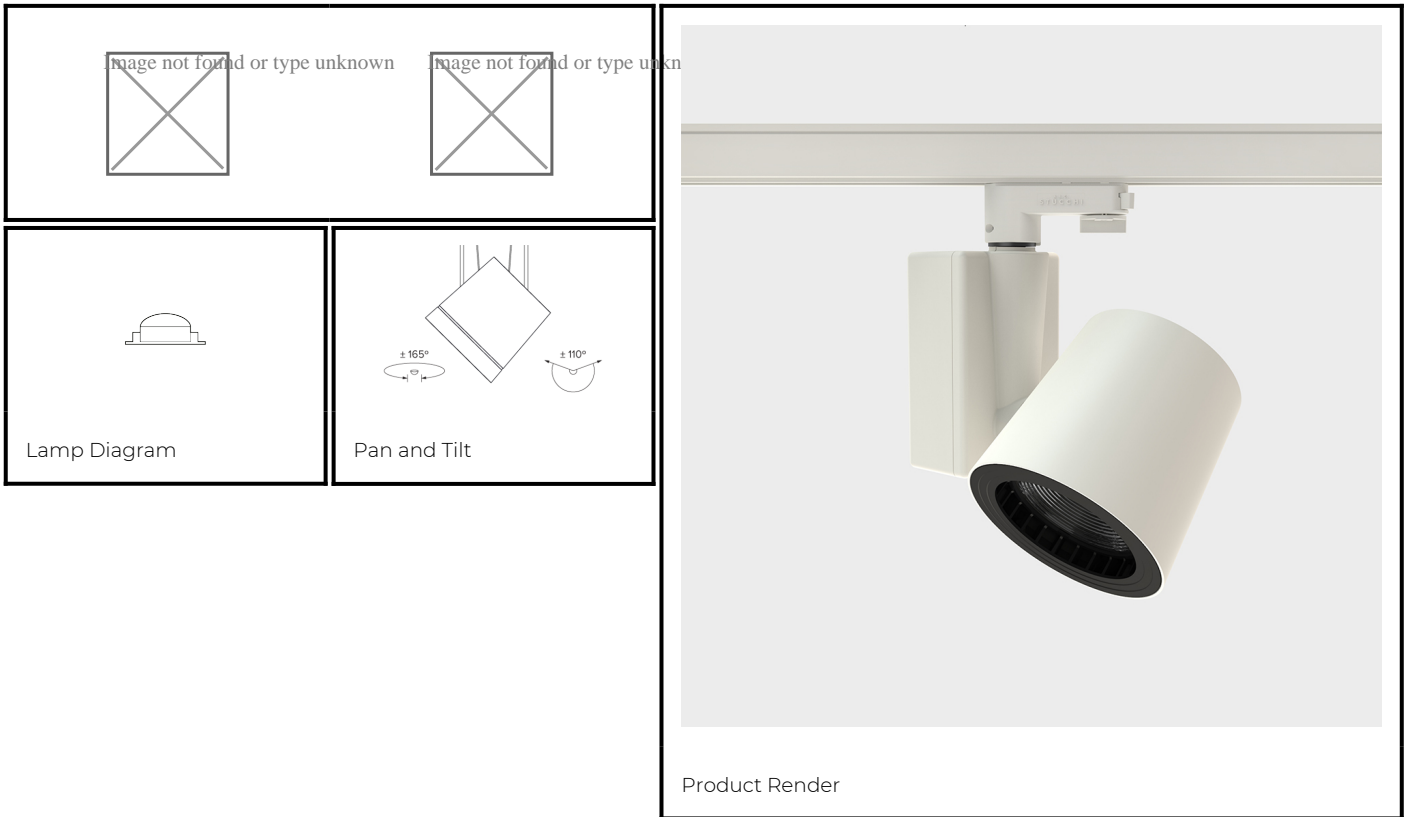 Image not found or type unknown
Image not found or type unkn
± 165°
± 110°
Lamp Diagram
Pan and Tilt
Product Render